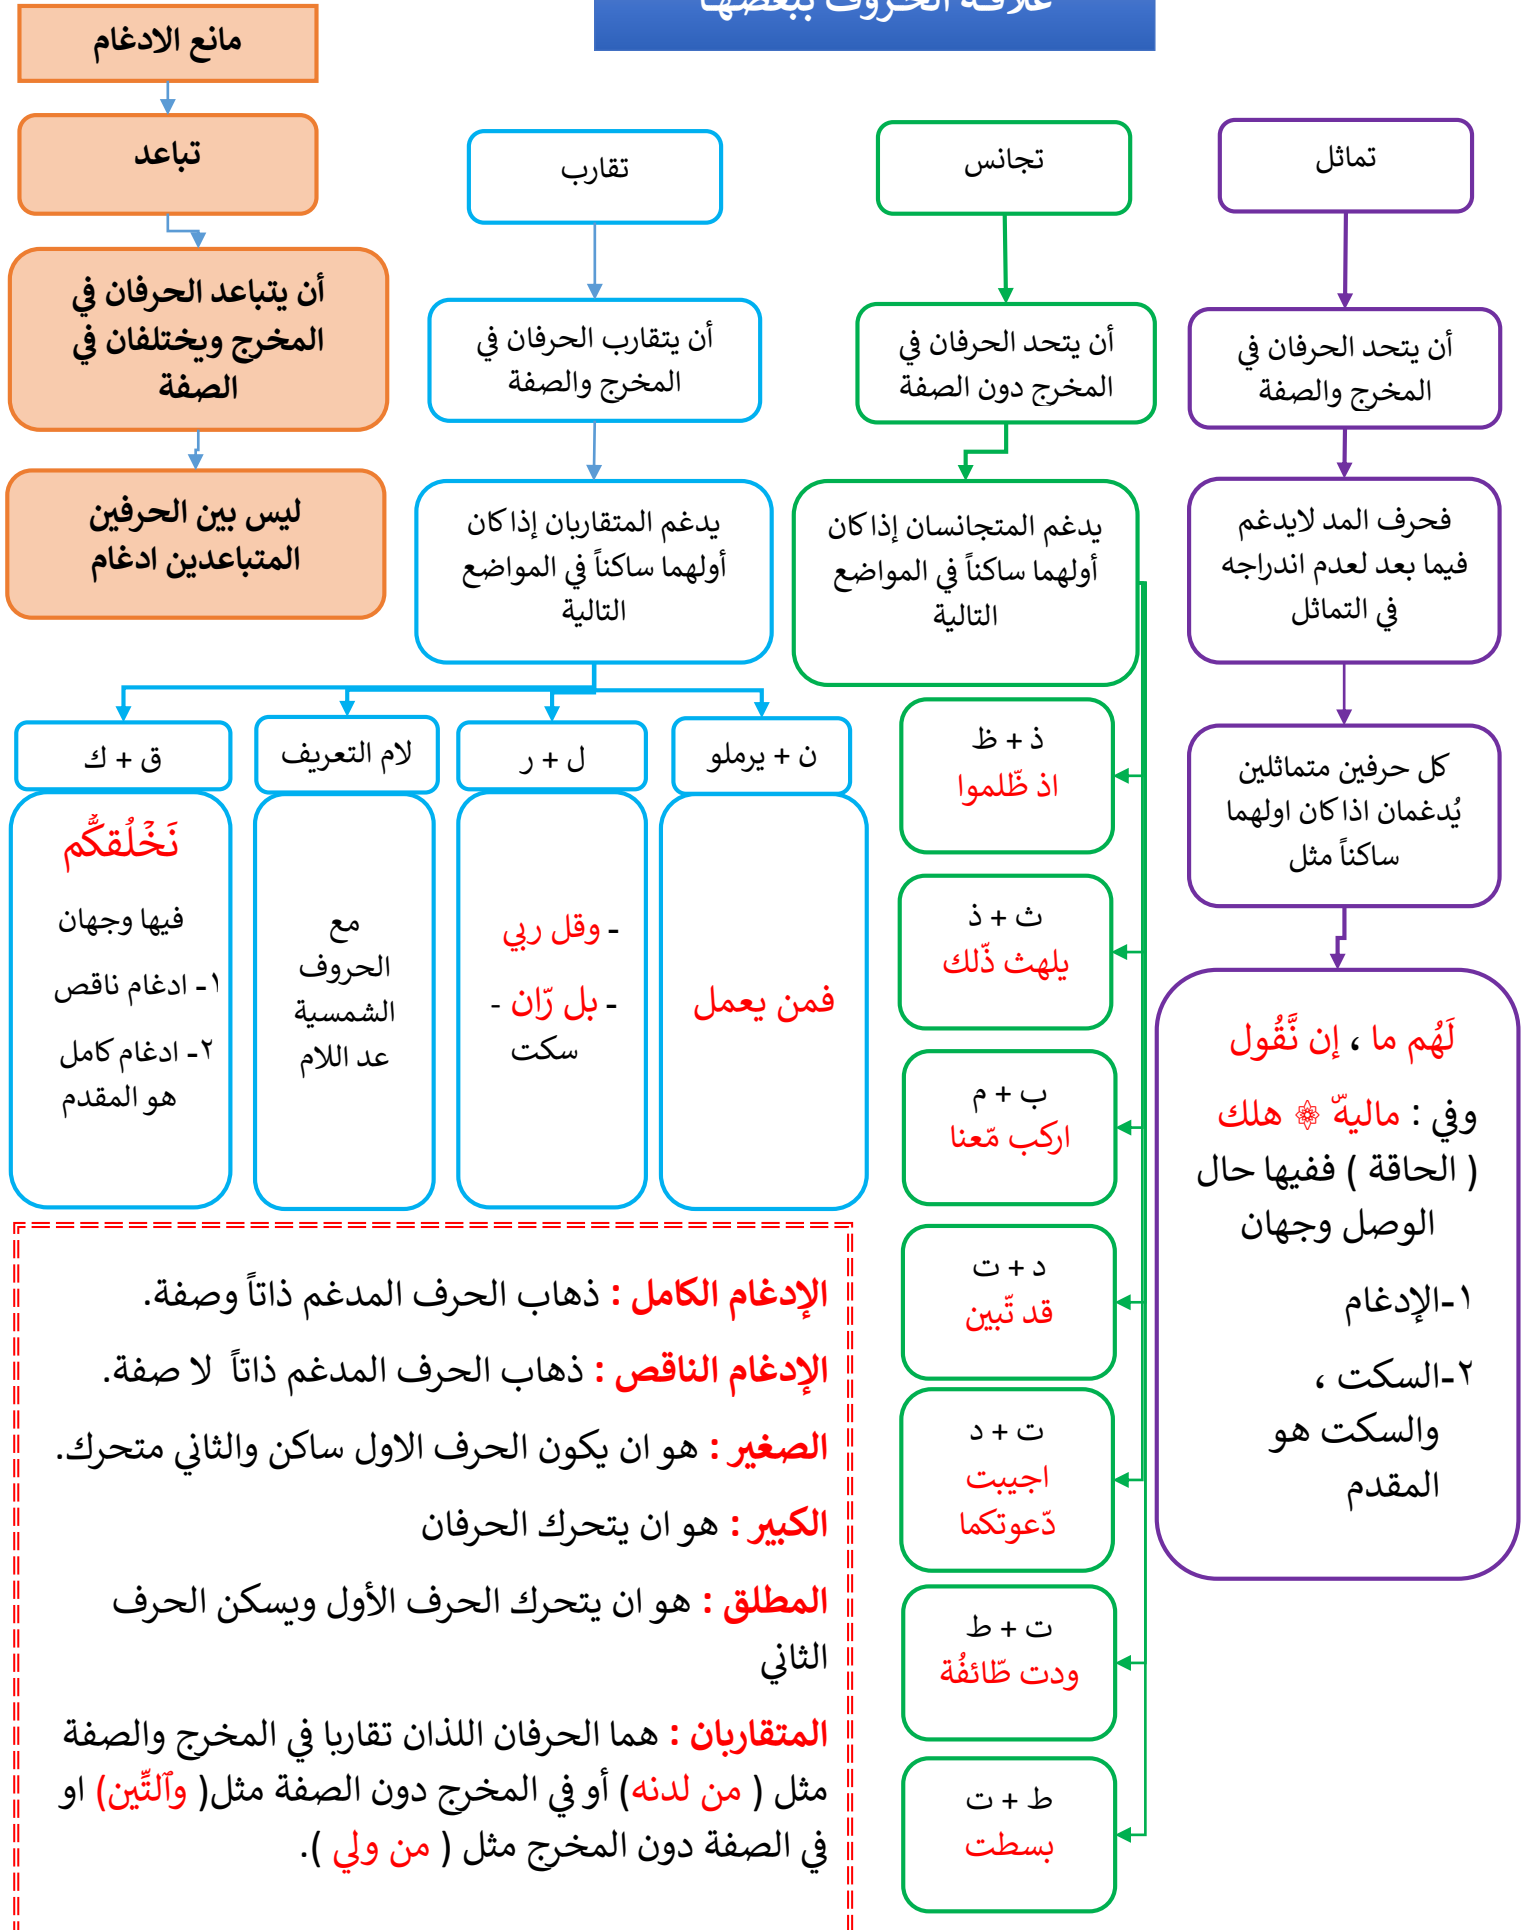 علاقة الحروف ببعضها
تماثل
أن يتحد الحرفان في
المخرج والصفة
فحرف المد لايدغم
فيما بعد لعدم اندراجه
في التماثل
كل حرفين متماثلين
يُدغمان اذا كان اولهما
ساكناً مثل
لَهُم ما ، إن نَّقُول
وفي : ماليهّ ۞ هلك
( الحاقة ) ففيها حال
الوصل وجهان
١-الإدغام
٢-السكت ،
والسكت هو
المقدم
تجانس
أن يتحد الحرفان في
المخرج دون الصفة
يدغم المتجانسان إذا كان
أولهما ساكناً في المواضع
التالية
ذ + ظ
اذ ظّلموا
ث + ذ
يلهث ذّلك
ب + م
اركب مّعنا
د + ت
قد تّبين
ت + د
اجيبت
دّعوتكما
ت + ط
ودت طّائفُة
ط + ت
بسطت
تقارب
أن يتقارب الحرفان في
المخرج والصفة
يدغم المتقاربان إذا كان
أولهما ساكناً في المواضع
التالية
ن + يرملو
فمن يعمل
ل + ر
- وقل ربي
- بل رّان -
سكت
لام التعريف
مع
الحروف
الشمسية
عد اللام
ق + ك
نَخْلُقكُّم
فيها وجهان
١- ادغام ناقص
٢- ادغام كامل
هو المقدم
مانع الادغام
تباعد
أن يتباعد الحرفان في
المخرج ويختلفان في
الصفة
ليس بين الحرفين
المتباعدين ادغام
الإدغام الكامل : ذهاب الحرف المدغم ذاتاً وصفة.
الإدغام الناقص : ذهاب الحرف المدغم ذاتاً لا صفة.
الصغير : هو ان يكون الحرف الاول ساكن والثاني متحرك.
الكبير : هو ان يتحرك الحرفان
المطلق : هو ان يتحرك الحرف الأول ويسكن الحرف
الثاني
المتقاربان : هما الحرفان اللذان تقاربا في المخرج والصفة
مثل ( من لدنه) أو في المخرج دون الصفة مثل( وٱلتِّين) او
في الصفة دون المخرج مثل ( من ولي ).